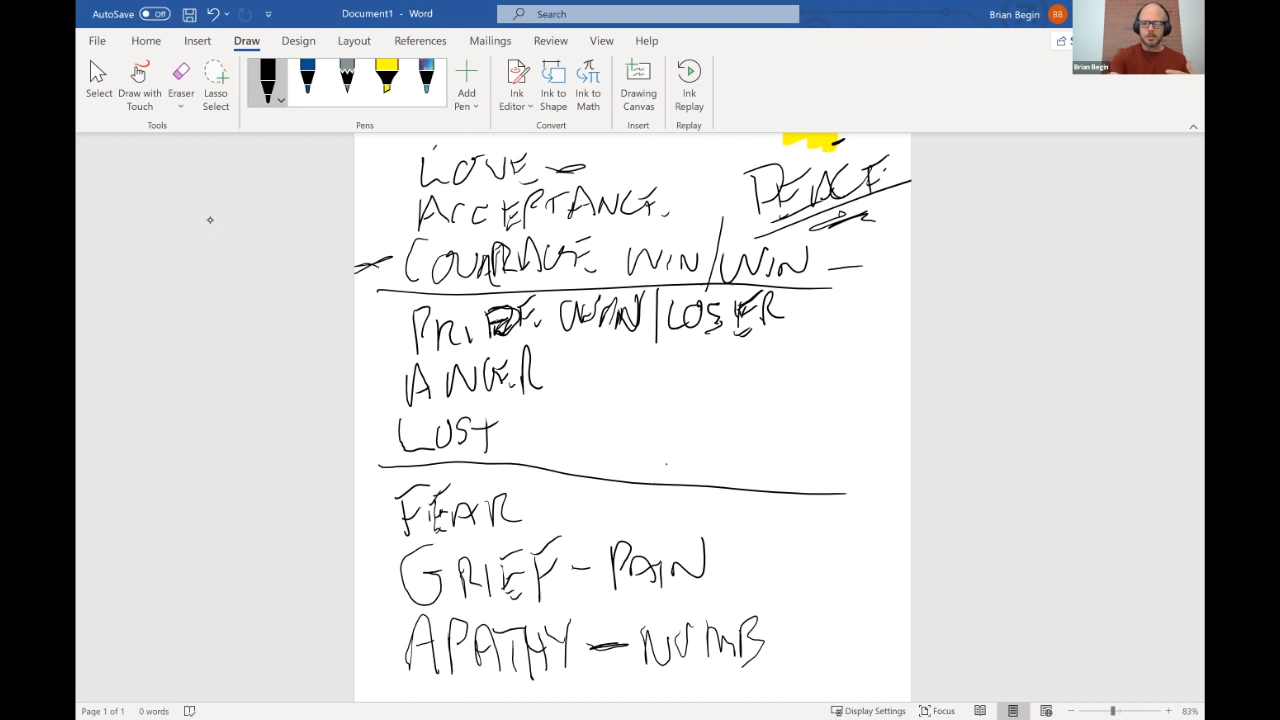 AutoSave Off Document1 - Word Search Brian Begin BB
File Home Insert Draw Design Layout References Mailings Review View Help
Select Draw with Touch Eraser Lasso Select Add Pen Ink Editor Ink to Shape Ink to Math Drawing Canvas Ink Replay
Tools Pens Convert Insert Replay
Brian Begin
LOVE -
PEACE
ACCEPTANCE.
- COURAGE WIN/WIN -
PRIDE. WIN/LOSER
ANGER
LUST
FEAR
GRIEF - PAIN
APATHY - NUMB
Page 1 of 1 0 words Display Settings Focus 83%